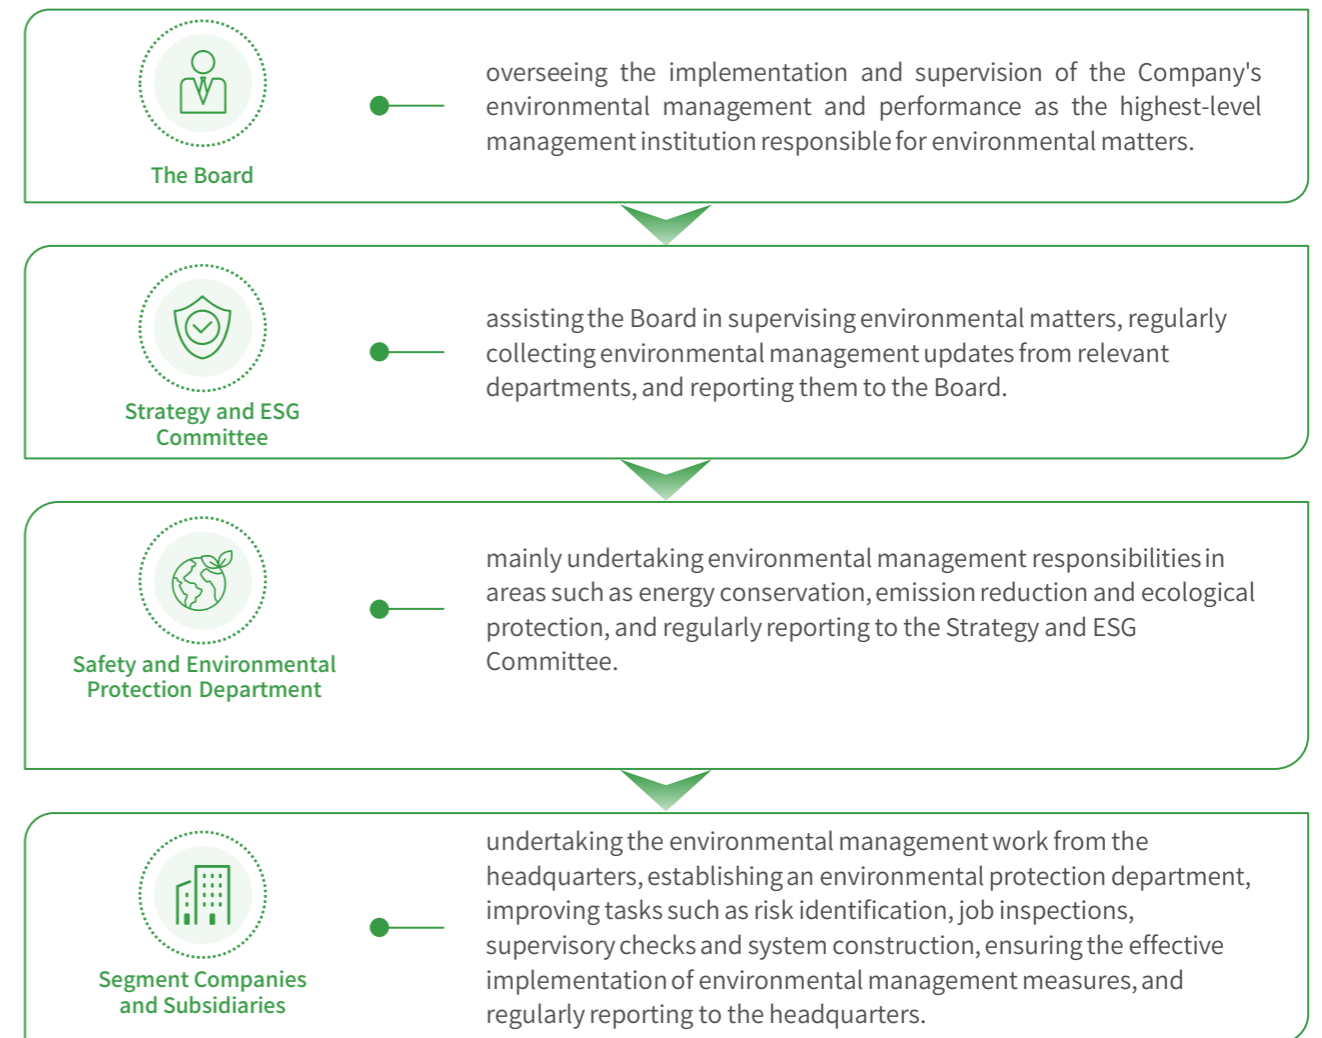 The Board
overseeing the implementation and supervision of the Company's
environmental management and performance as the highest-level
management institution responsible for environmental matters.
Strategy and ESG
Committee
assisting the Board in supervising environmental matters, regularly
collecting environmental management updates from relevant
departments, and reporting them to the Board.
Safety and Environmental
Protection Department
mainly undertaking environmental management responsibilities in
areas such as energy conservation, emission reduction and ecological
protection, and regularly reporting to the Strategy and ESG
Committee.
Segment Companies
and Subsidiaries
undertaking the environmental management work from the
headquarters, establishing an environmental protection department,
improving tasks such as risk identification, job inspections,
supervisory checks and system construction, ensuring the effective
implementation of environmental management measures, and
regularly reporting to the headquarters.